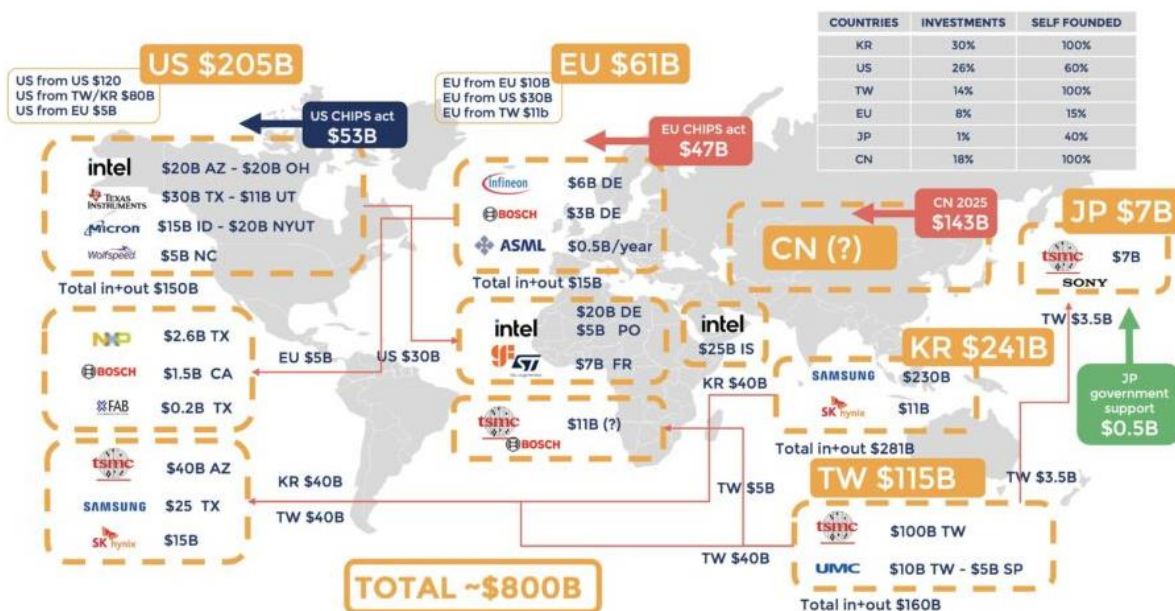 COUNTRIES INVESTMENTS SELF FOUNDED
KR 30% 100%
US 26% 60%
TW 14% 100%
EU 8% 15%
JP 1% 40%
CN 18% 100%
US $205B
US from US $120
US from TW/KR $80B
US from EU $5B
US CHIPS act
$53B
intel $20B AZ - $20B OH
TEXAS INSTRUMENTS $30B TX - $11B UT
Micron $15B ID - $20B NYUT
Wolfspeed $5B NC
Total in+out $150B
NXP $2.6B TX
BOSCH $1.5B CA
XFAB $0.2B TX
tsmc $40B AZ
SAMSUNG $25 TX
SK hynix $15B
EU $61B
EU from EU $10B
EU from US $30B
EU from TW $11b
EU CHIPS act
$47B
infineon $6B DE
BOSCH $3B DE
ASML $0.5B/year
Total in+out $15B
intel $20B DE
$5B PO
GF ST $7B FR
tsmc BOSCH $11B (?)
intel
$25B IS
EU $5B
US $30B
KR $40B
KR $40B
TW $40B
TW $5B
TW $40B
CN 2025
$143B
CN (?)
JP $7B
tsmc $7B
SONY
TW $3.5B
JP
government
support
$0.5B
KR $241B
SAMSUNG $230B
SK hynix $11B
Total in+out $281B
TW $3.5B
TW $115B
tsmc $100B TW
UMC $10B TW - $5B SP
Total in+out $160B
TOTAL ~$800B